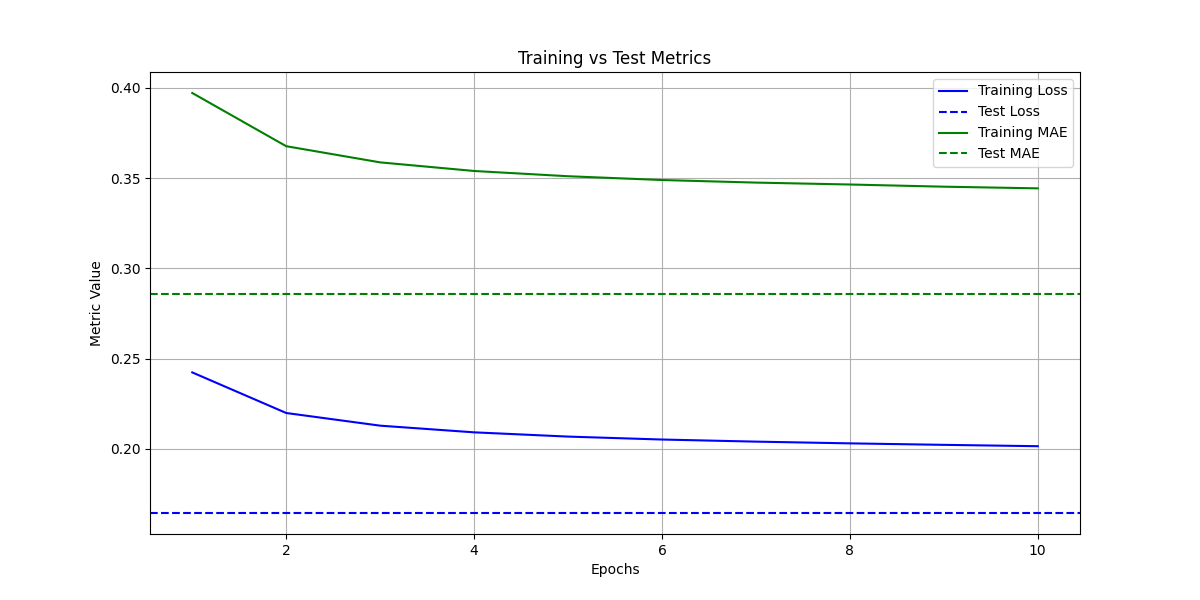 Training vs Test Metrics
0.40
0.35
0.30
0.25
0.20
Metric Value
Training Loss
Test Loss
Training MAE
Test MAE
2 4 6 8 10
Epochs